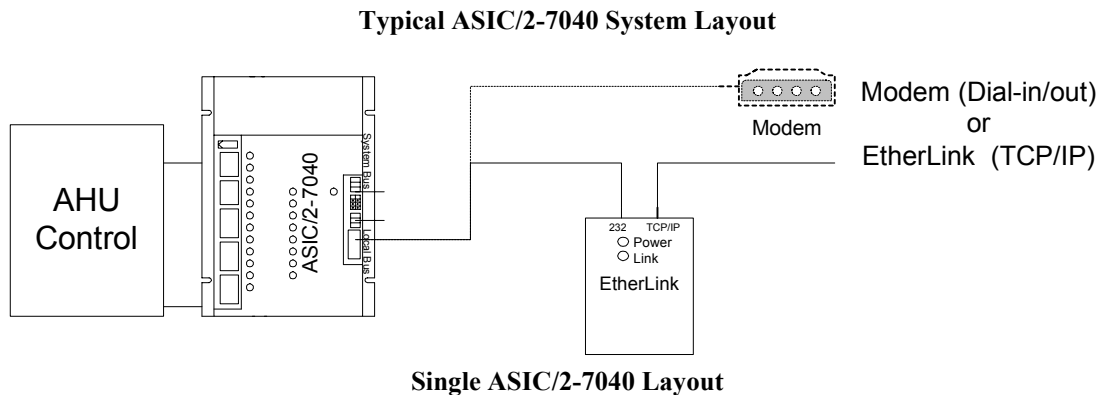 Typical ASIC/2-7040 System Layout
Modem (Dial-in/out)
or
EtherLink (TCP/IP)
Modem
System Bus
Local Bus
ASIC/2-7040
AHU
Control
232 TCP/IP
Power
Link
EtherLink
Single ASIC/2-7040 Layout